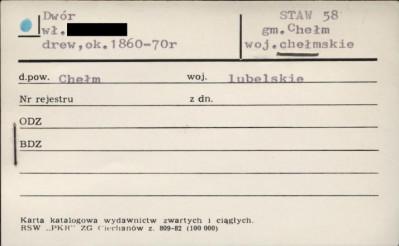 Dwór STAW 58
wł. gm. Chełm
drew, ok. 1860-70r woj. chełmskie
d.pow. Chełm woj. lubelskie
Nr rejestru z dn.
ODZ
BDZ
Karta katalogowa wydawnictw zwartych i ciągłych.
RSW „PKR" ZG Ciechanów z. 809-82 (100 000)